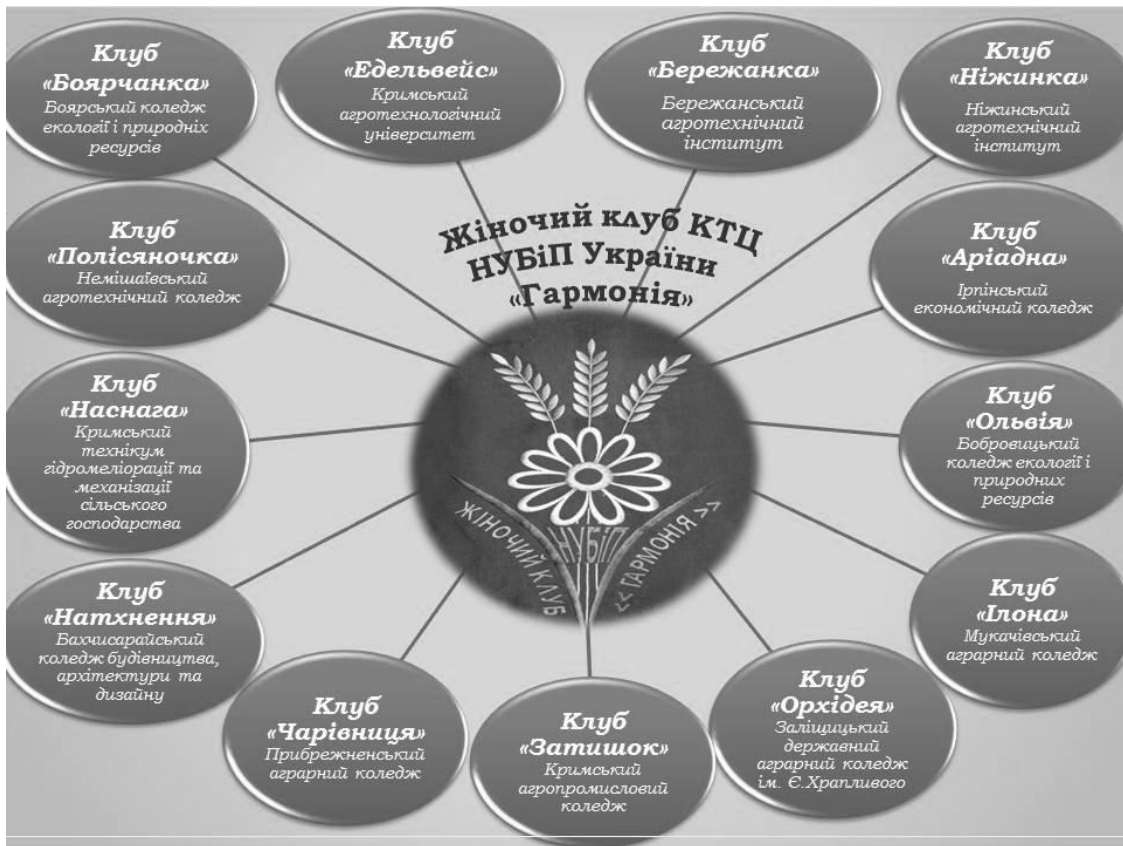 Клуб
«Боярчанка»
Боярський коледж
екології і природніх
ресурсів
Клуб
«Едельвейс»
Кримський
агротехнологічний
університет
Клуб
«Бережанка»
Бережанський
агротехнічний
інститут
Клуб
«Ніжинка»
Ніжинський
агротехнічний
інститут
Жіночий клуб КТЦ
НУБіП України
«Гармонія»
Клуб
«Полісяночка»
Немішаївський
агротехнічний коледж
Клуб
«Аріадна»
Ірпінський
економічний коледж
Клуб
«Наснага»
Кримський
технікум
гідромеліорації та
механізації
сільського
господарства
Клуб
«Ольвія»
Бобровицький
коледж екології і
природних
ресурсів
ЖІНОЧИЙ КЛУБ
НУБіП
<< ГАРМОНІЯ >>
Клуб
«Натхнення»
Бахчисарайський
коледж будівництва,
архітектури та
дизайну
Клуб
«Ілона»
Мукачівський
аграрний коледж
Клуб
«Чарівниця»
Прибрежненський
аграрний коледж
Клуб
«Затишок»
Кримський
агропромисловий
коледж
Клуб
«Орхідея»
Заліщицький
державний
аграрний коледж
ім. Є.Храпливого